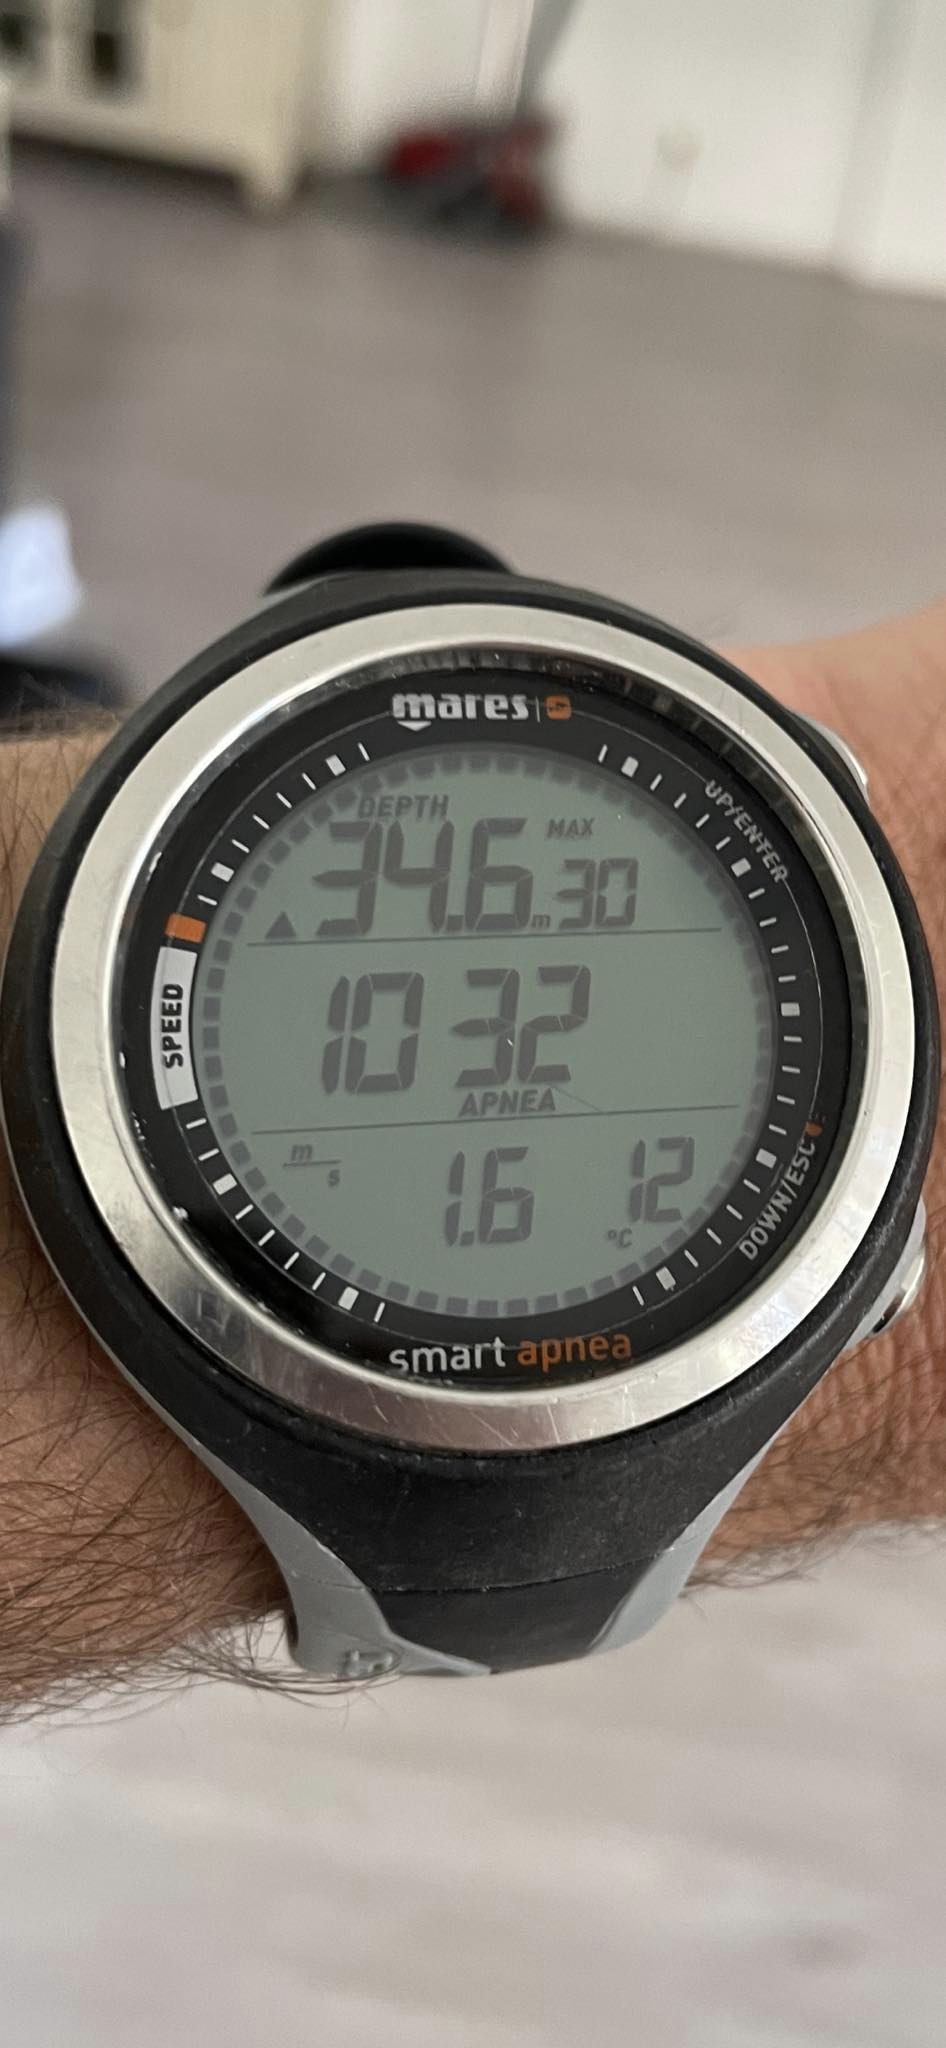 mares
UP/ENTER
DEPTH
MAX
34.6 m 30
SPEED
10 32
APNEA
m/s 1.6 °C 12
DOWN/ESC
smart apnea